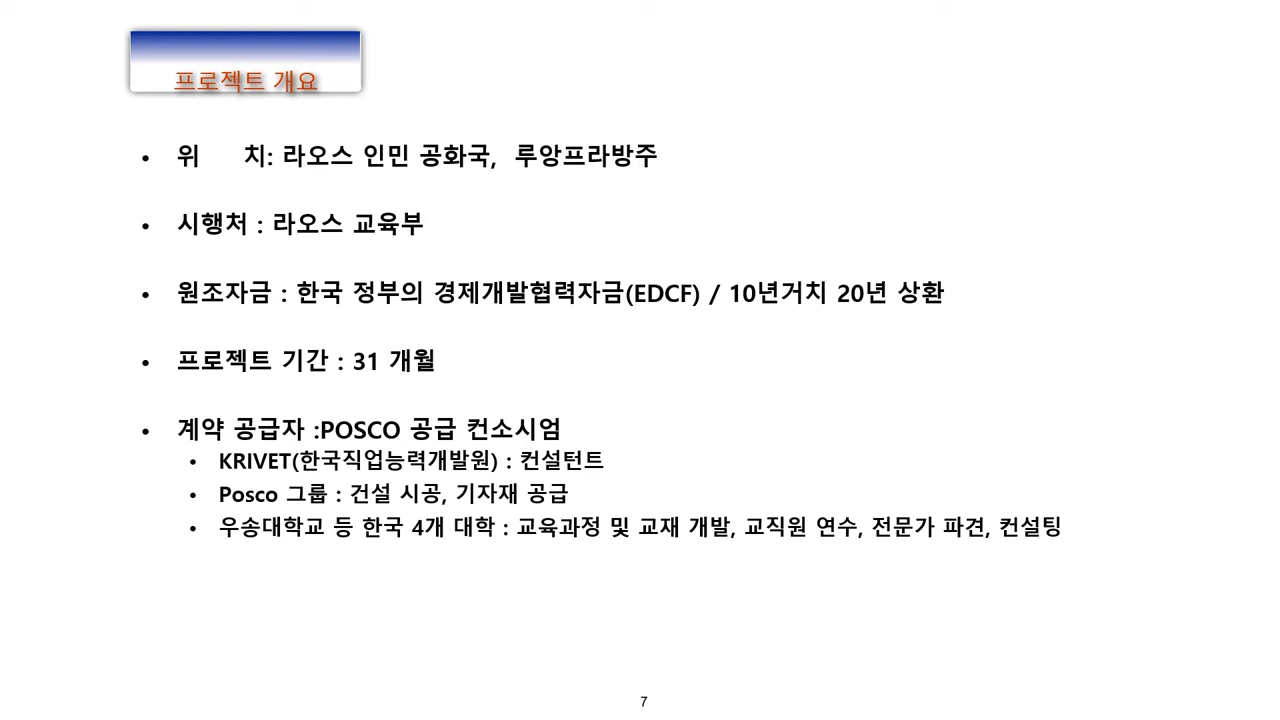 프로젝트 개요
• 위 치: 라오스 인민 공화국, 루앙프라방주
• 시행처 : 라오스 교육부
• 원조자금 : 한국 정부의 경제개발협력자금(EDCF) / 10년거치 20년 상환
• 프로젝트 기간 : 31 개월
• 계약 공급자 :POSCO 공급 컨소시엄
• KRIVET(한국직업능력개발원) : 컨설턴트
• Posco 그룹 : 건설 시공, 기자재 공급
• 우송대학교 등 한국 4개 대학 : 교육과정 및 교재 개발, 교직원 연수, 전문가 파견, 컨설팅
7